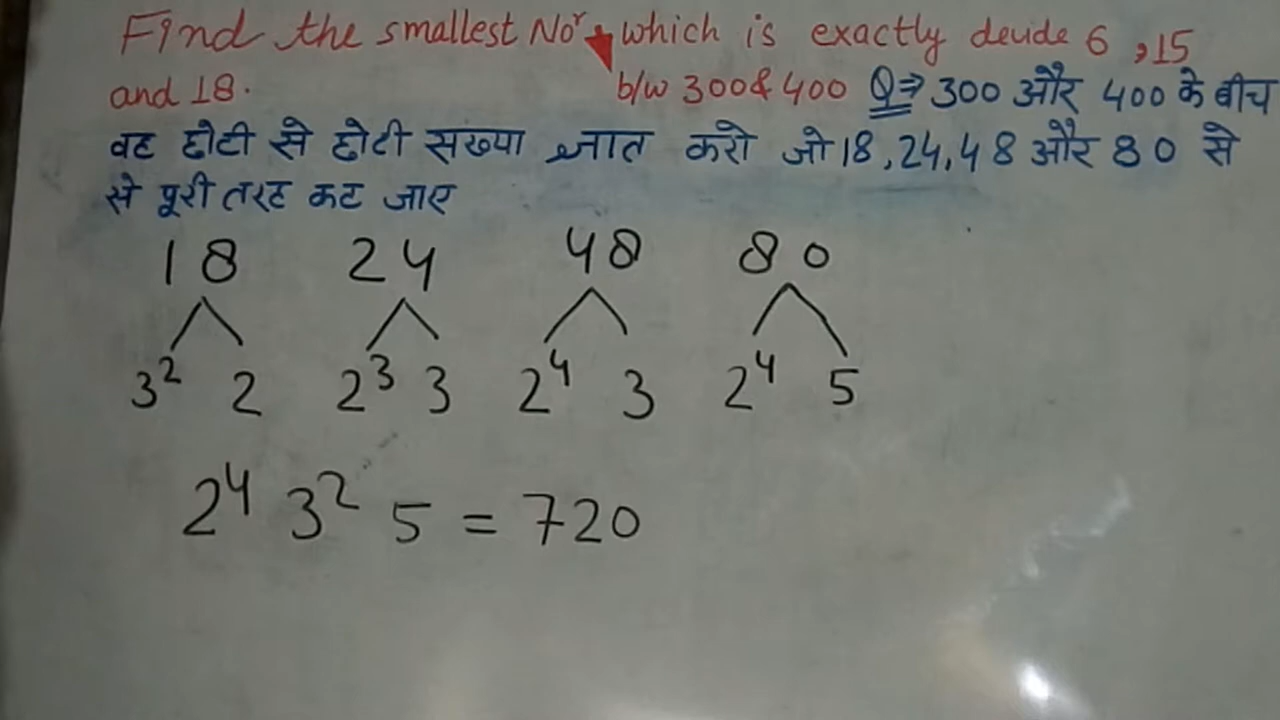 Find the smallest Noʳ which is exactly devide 6, 15
and 18. b/w 300 & 400 Q⇒ 300 और 400 के बीच
वह छोटी से छोटी सख्या ज्ञात करो जो 18, 24, 48 और 80 से
से पूरी तरह कट जाए
18 24 48 80
3² 2 2³ 3 2⁴ 3 2⁴ 5
2⁴ 3² 5 = 720